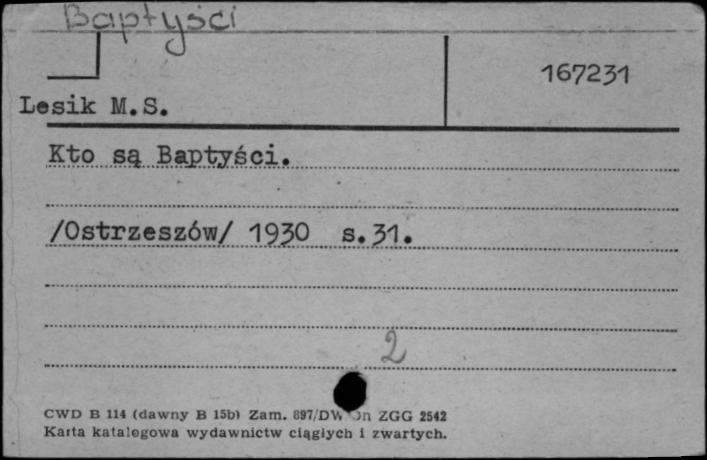 Baptyści
167231
Lesik M.S.
Kto są Baptyści.
/Ostrzeszów/ 1930 s.31.
2
CWD B 114 (dawny B 15b) Zam. 897/DW ZGG 2542
Karta katalogowa wydawnictw ciągłych i zwartych.